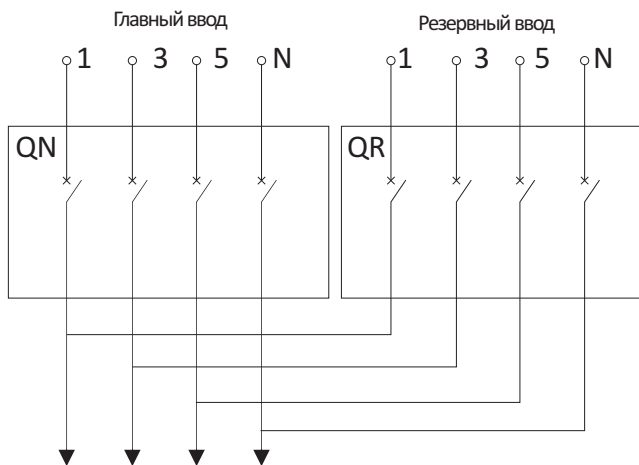 Главный ввод
Резервный ввод
1 3 5 N
1 3 5 N
QN
QR